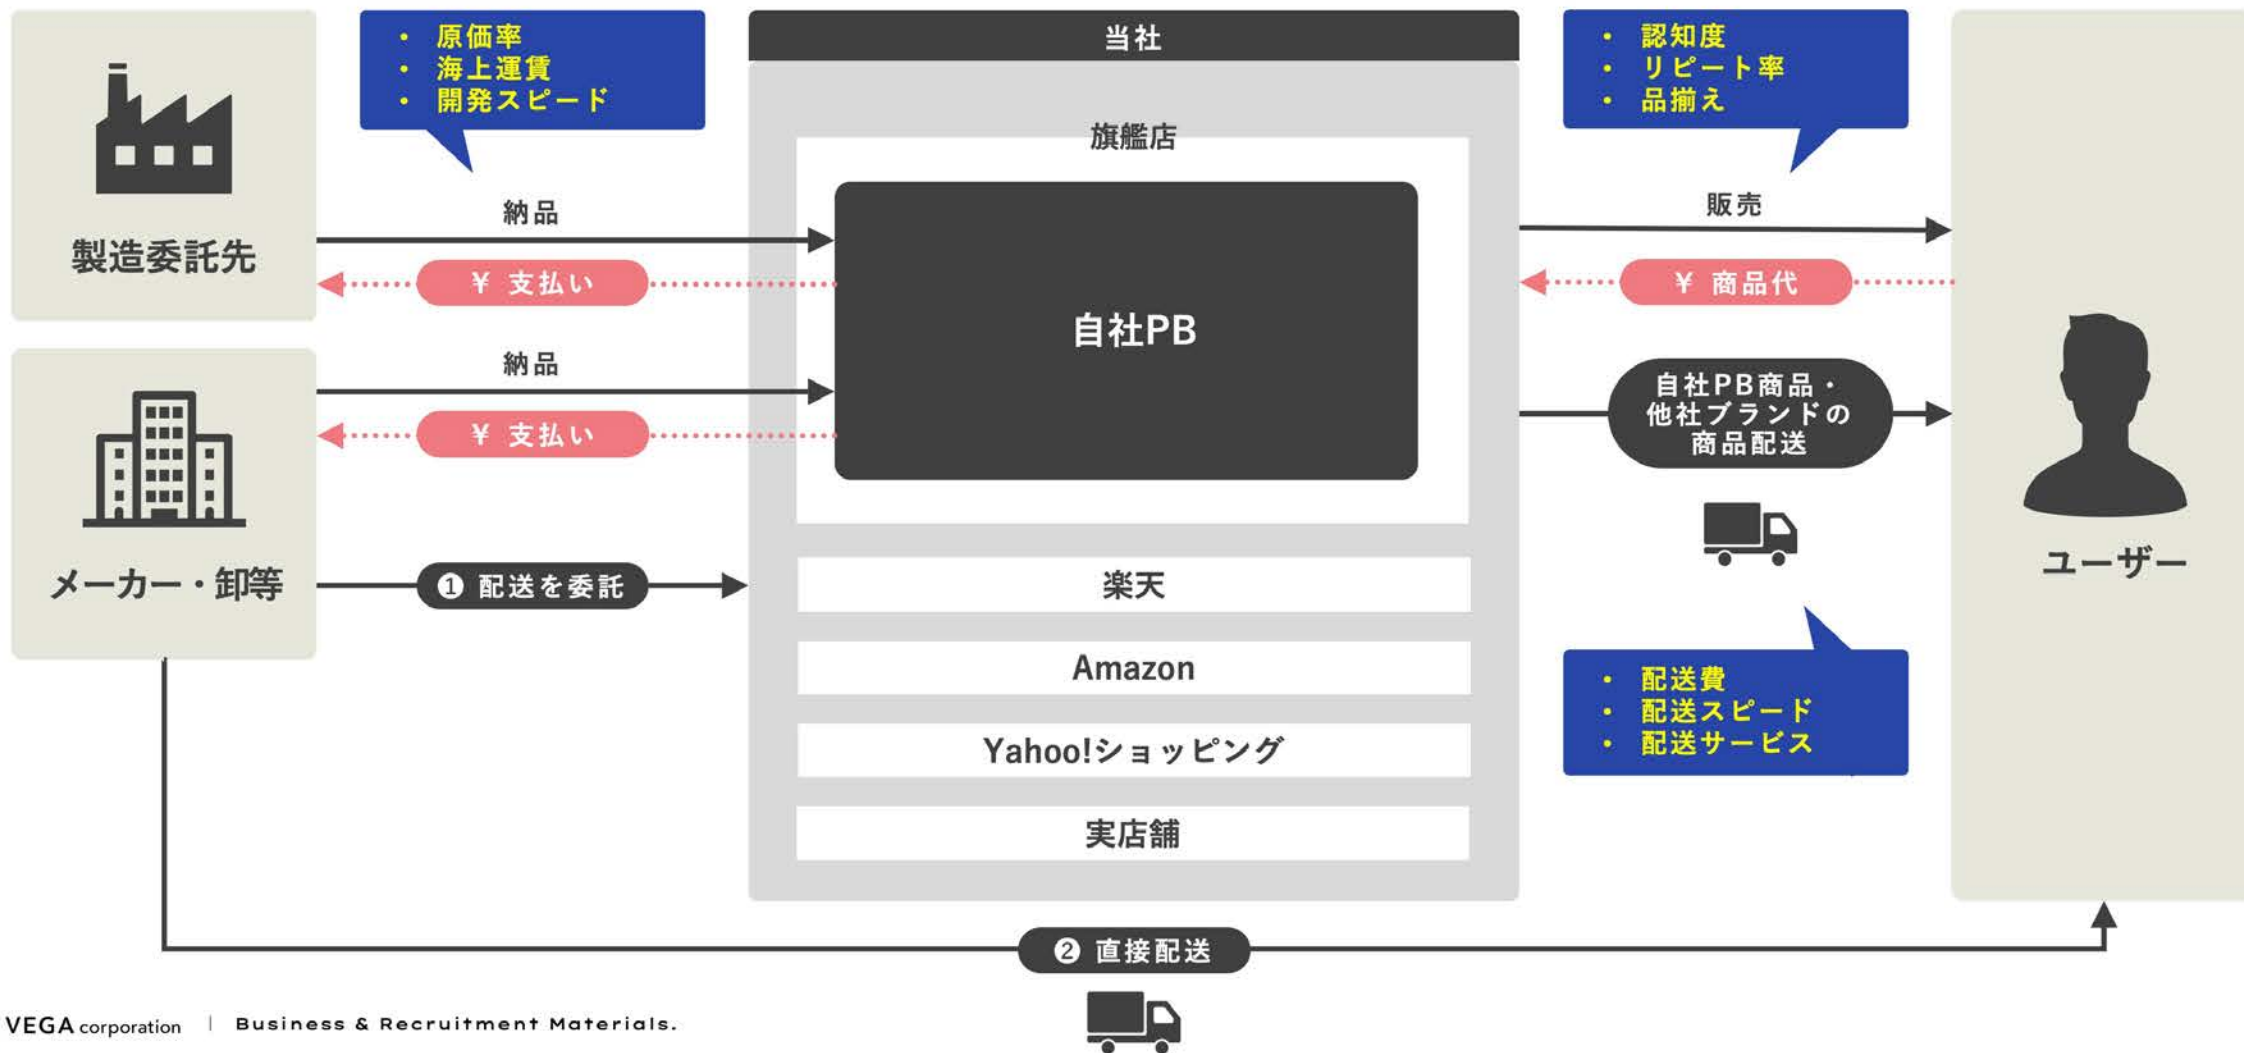 ・ 原価率
・ 海上運賃
・ 開発スピード
当社
・ 認知度
・ リピート率
・ 品揃え
旗艦店
製造委託先
納品
¥ 支払い
自社PB
販売
¥ 商品代
納品
¥ 支払い
自社PB商品・
他社ブランドの
商品配送
メーカー・卸等
❶ 配送を委託
楽天
Amazon
Yahoo!ショッピング
実店舗
ユーザー
・ 配送費
・ 配送スピード
・ 配送サービス
❷ 直接配送
VEGA corporation | Business & Recruitment Materials.